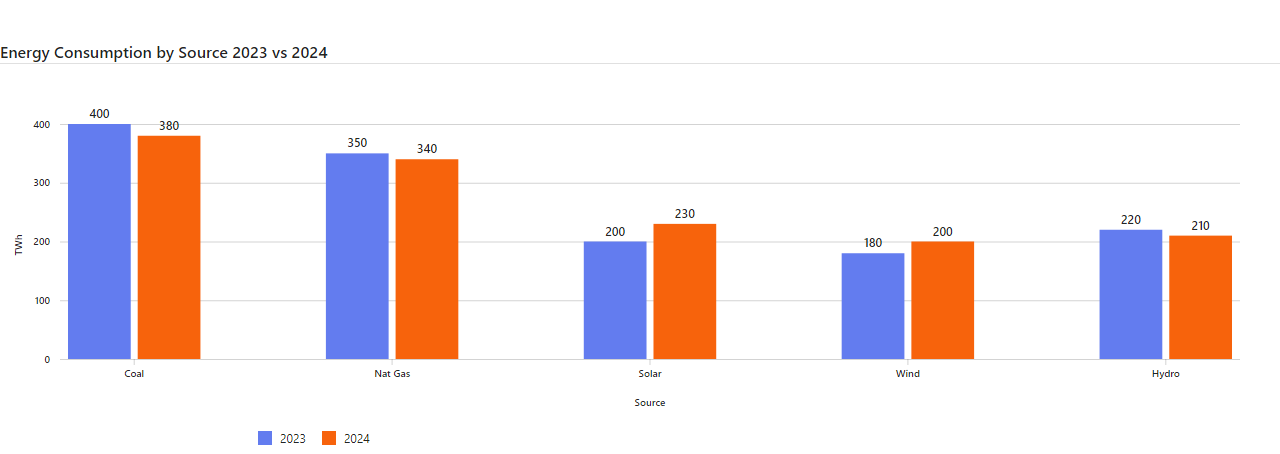 Energy Consumption by Source 2023 vs 2024
400
380
350
340
200
230
180
200
220
210
400
300
200
100
0
TWh
Coal
Nat Gas
Solar
Wind
Hydro
Source
2023
2024